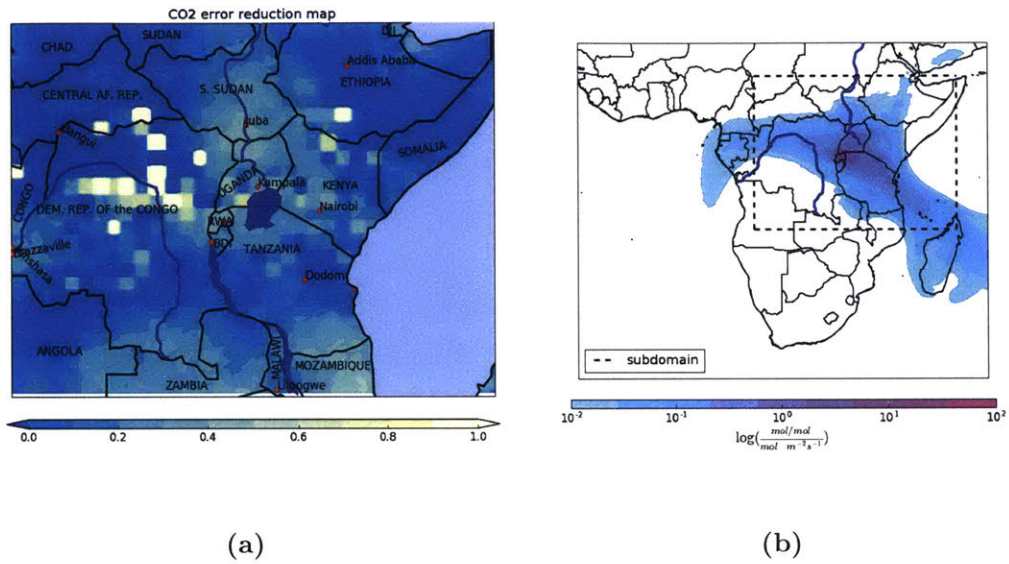 CO2 error reduction map
SUDAN
DJI
CHAD
Addis Ababa
ETHIOPIA
S. SUDAN
CENTRAL AF. REP.
Juba
Bangui
SOMALIA
UGANDA
Kampala
KENYA
CONGO
DEM. REP. OF the CONGO
Nairobi
RWA
BDI
TANZANIA
Brazzaville
Kinshasa
Dodoma
ANGOLA
MALAWI
MOZAMBIQUE
ZAMBIA
Lilongwe
0.0 0.2 0.4 0.6 0.8 1.0
(a)
subdomain
10⁻² 10⁻¹ 10⁰ 10¹ 10²
log(mol/mol / mol m⁻²s⁻¹)
(b)